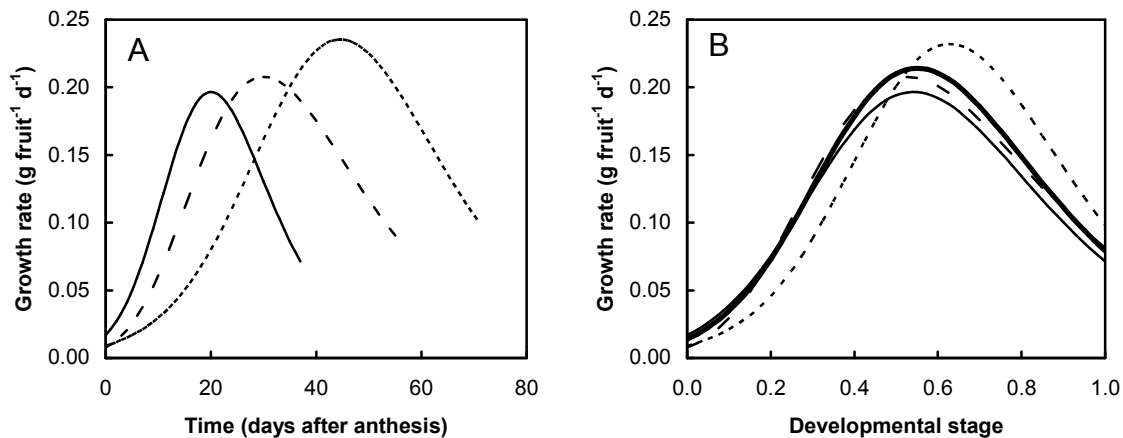 A
0.25
0.20
0.15
0.10
0.05
0.00
Growth rate (g fruit⁻¹ d⁻¹)
0 20 40 60 80
Time (days after anthesis)
B
0.25
0.20
0.15
0.10
0.05
0.00
Growth rate (g fruit⁻¹ d⁻¹)
0.0 0.2 0.4 0.6 0.8 1.0
Developmental stage